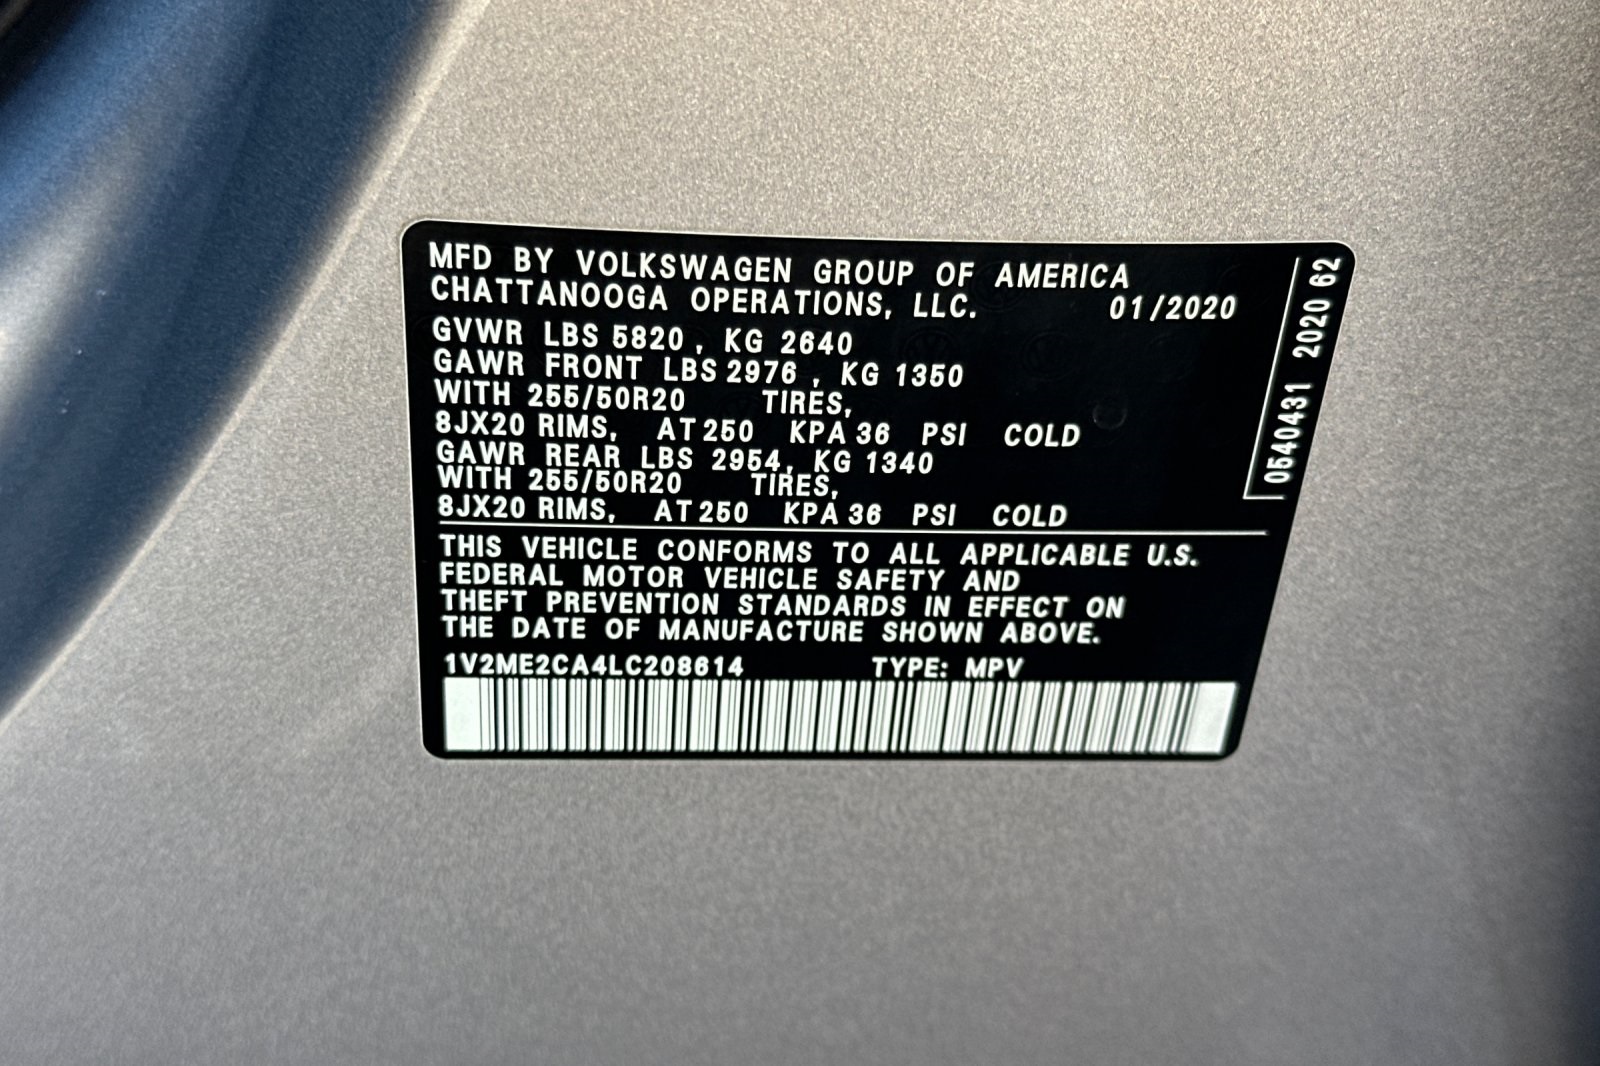 MFD BY VOLKSWAGEN GROUP OF AMERICA
CHATTANOOGA OPERATIONS, LLC. 01/2020
GVWR LBS 5820 , KG 2640
GAWR FRONT LBS 2976 , KG 1350
WITH 255/50R20 TIRES,
8JX20 RIMS, AT 250 KPA 36 PSI COLD
GAWR REAR LBS 2954, KG 1340
WITH 255/50R20 TIRES,
8JX20 RIMS, AT 250 KPA 36 PSI COLD
THIS VEHICLE CONFORMS TO ALL APPLICABLE U.S.
FEDERAL MOTOR VEHICLE SAFETY AND
THEFT PREVENTION STANDARDS IN EFFECT ON
THE DATE OF MANUFACTURE SHOWN ABOVE.
1V2ME2CA4LC208614 TYPE: MPV
0540431 2020 62